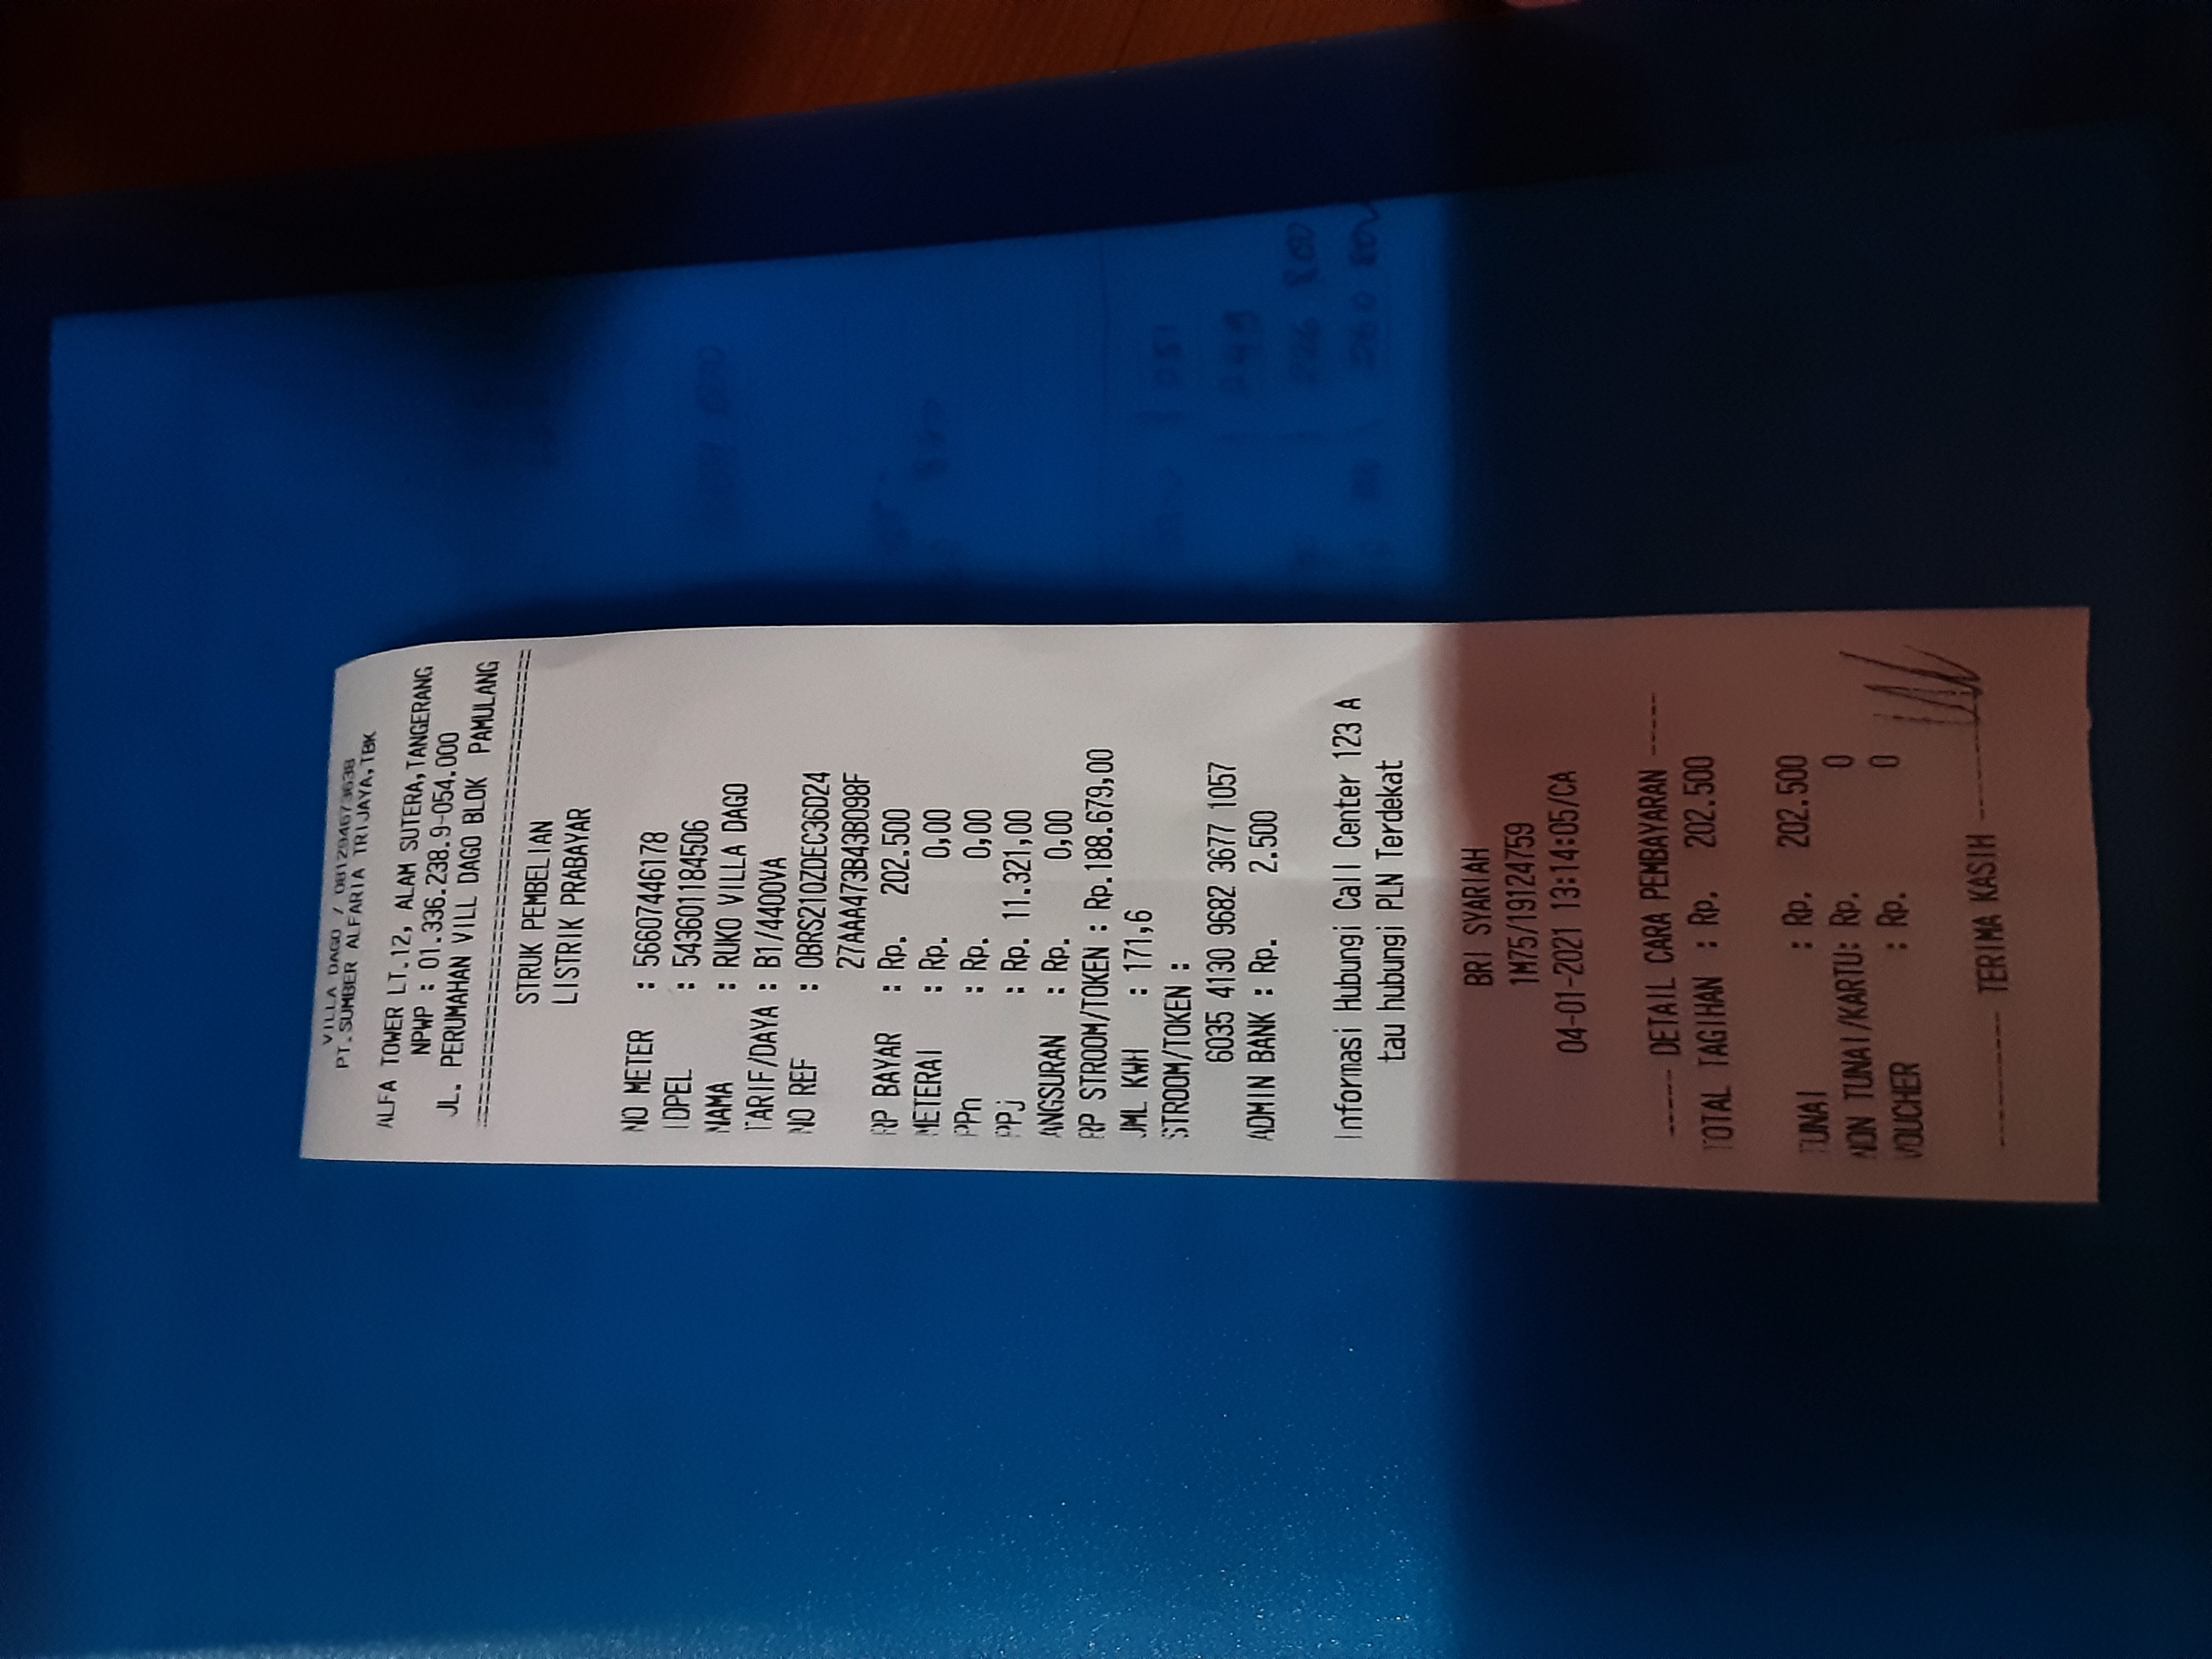 VILLA DAGO / 081294673638
PT.SUMBER ALFARIA TRIJAYA,TBK
ALFA TOWER LT.12, ALAM SUTERA,TANGERANG
NPWP : 01.336.238.9-054.000
JL. PERUMAHAN VILL DAGO BLOK PAMULANG
========================================
STRUK PEMBELIAN
LISTRIK PRABAYAR
NO METER : 56607446178
IDPEL : 543601184506
NAMA : RUKO VILLA DAGO
TARIF/DAYA : B1/4400VA
NO REF : 0BRS210ZDEC36D24
27AAA473B43B098F
RP BAYAR : Rp. 202.500
METERAI : Rp. 0,00
PPn : Rp. 0,00
PPj : Rp. 11.321,00
ANGSURAN : Rp. 0,00
RP STROOM/TOKEN : Rp.188.679,00
JML KWH : 171,6
STROOM/TOKEN :
6035 4130 9682 3677 1057
ADMIN BANK : Rp. 2.500
Informasi Hubungi Call Center 123 A
tau hubungi PLN Terdekat
BRI SYARIAH
1M75/19124759
04-01-2021 13:14:05/CA
----- DETAIL CARA PEMBAYARAN -----
TOTAL TAGIHAN : Rp. 202.500
TUNAI : Rp. 202.500
NON TUNAI/KARTU: Rp. 0
VOUCHER : Rp. 0
---------- TERIMA KASIH ----------